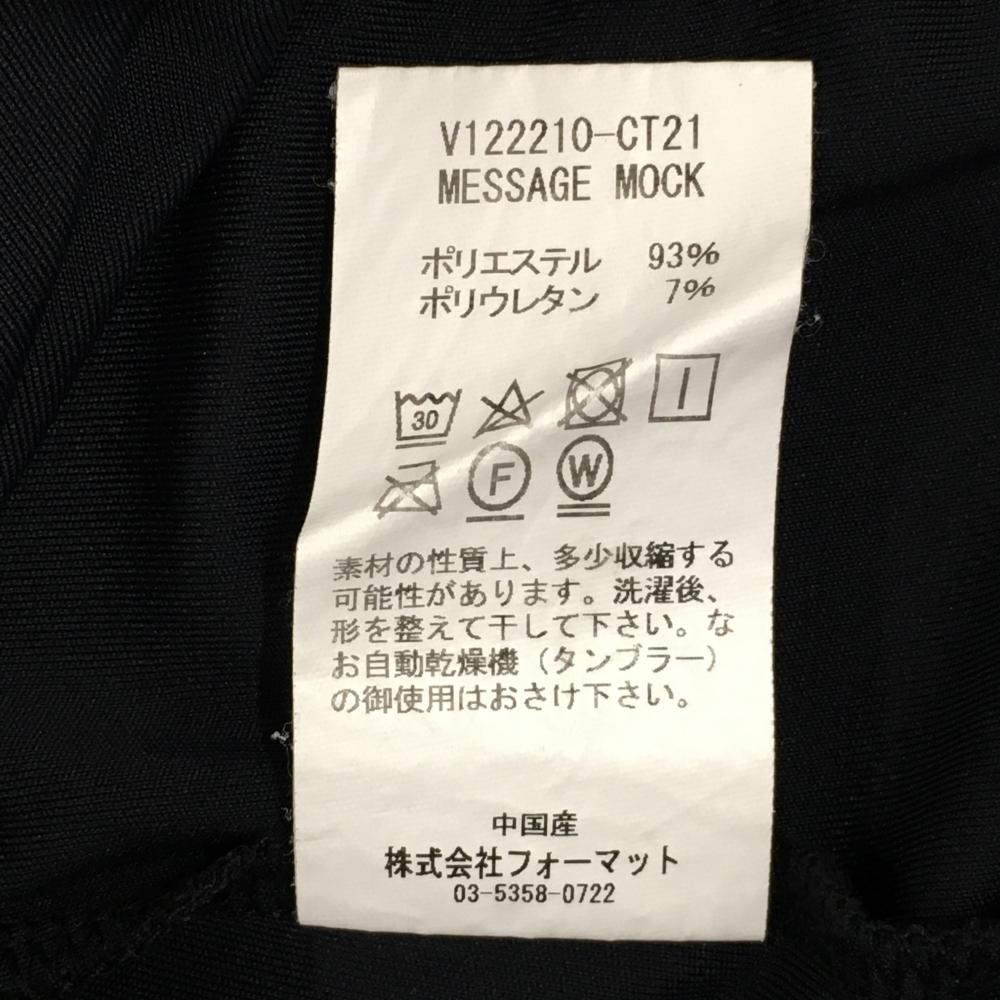 V122210-CT21
MESSAGE MOCK
ポリエステル 93%
ポリウレタン 7%
30
F W
素材の性質上、多少収縮する
可能性があります。洗濯後、
形を整えて干して下さい。な
お自動乾燥機（タンブラー）
の御使用はおさけ下さい。
中国産
株式会社フォーマット
03-5358-0722